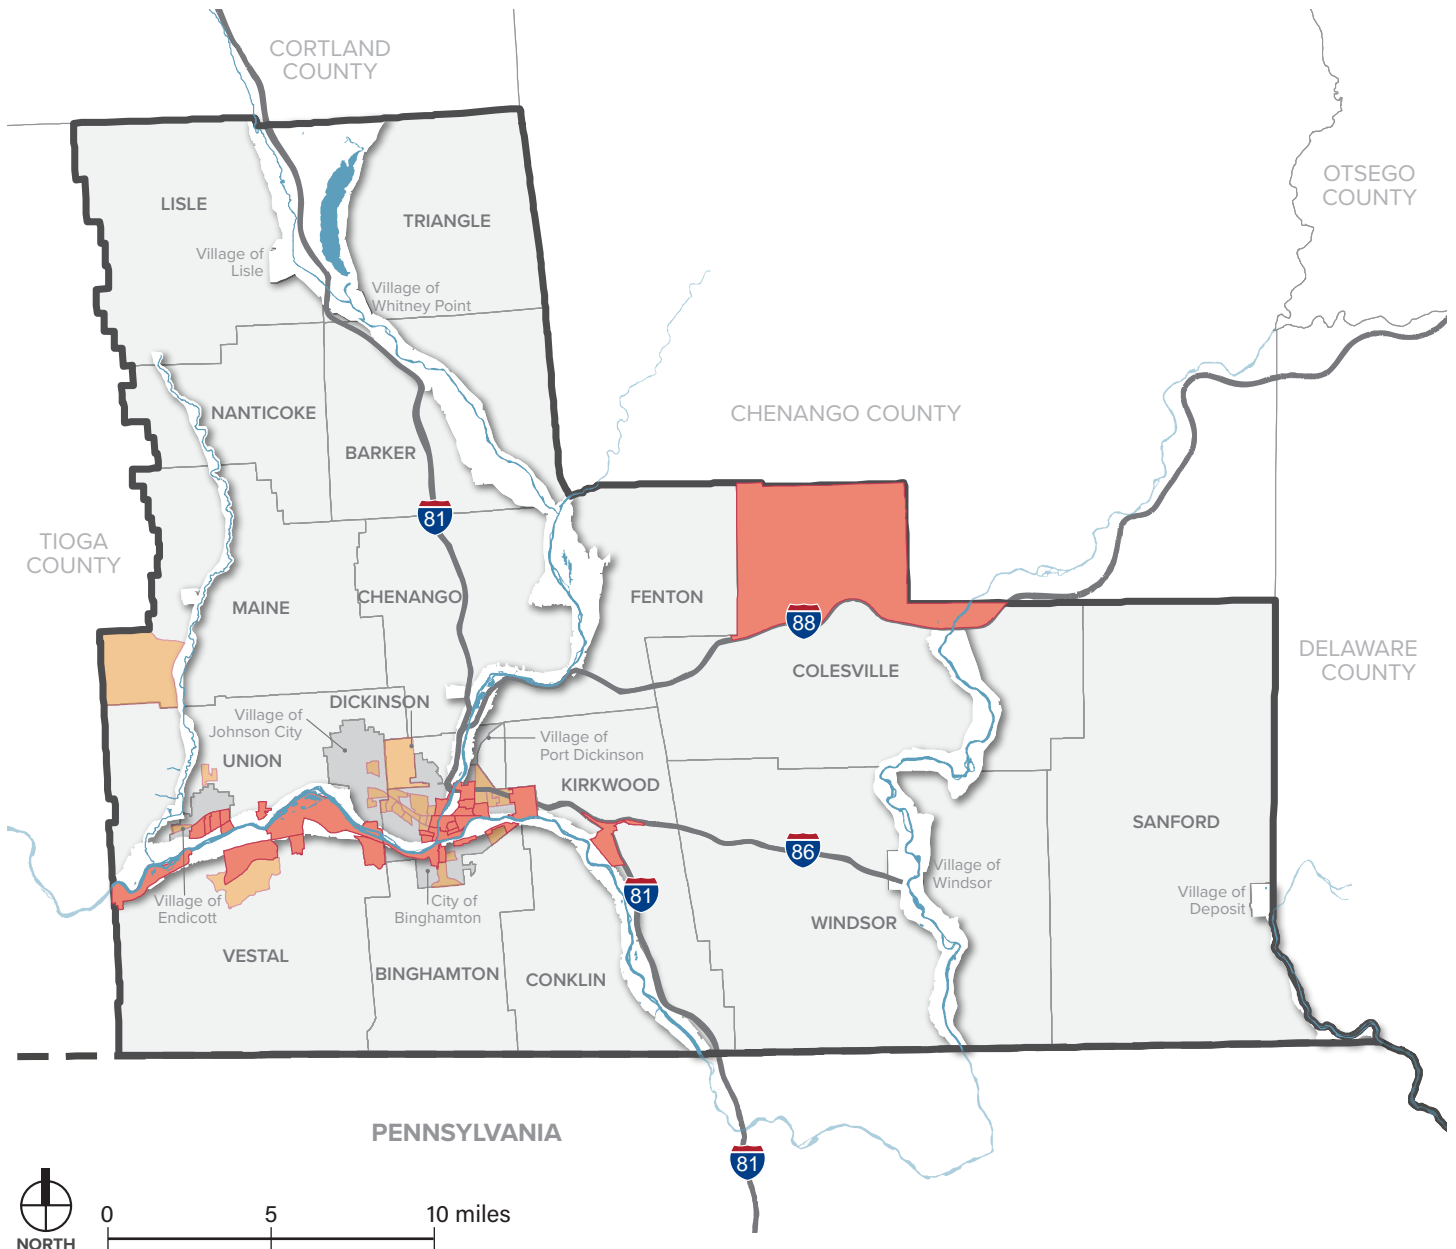 CORTLAND
COUNTY
OTSEGO
COUNTY
LISLE
TRIANGLE
Village of
Lisle
Village of
Whitney Point
NANTICOKE
CHENANGO COUNTY
BARKER
81
TIOGA
COUNTY
MAINE
CHENANGO
FENTON
88
COLESVILLE
DELAWARE
COUNTY
DICKINSON
Village of
Johnson City
UNION
Village of
Port Dickinson
KIRKWOOD
SANFORD
86
Village of
Windsor
81
Village of
Deposit
Village of
Endicott
City of
Binghamton
WINDSOR
VESTAL
BINGHAMTON
CONKLIN
PENNSYLVANIA
81
0 5 10 miles
NORTH